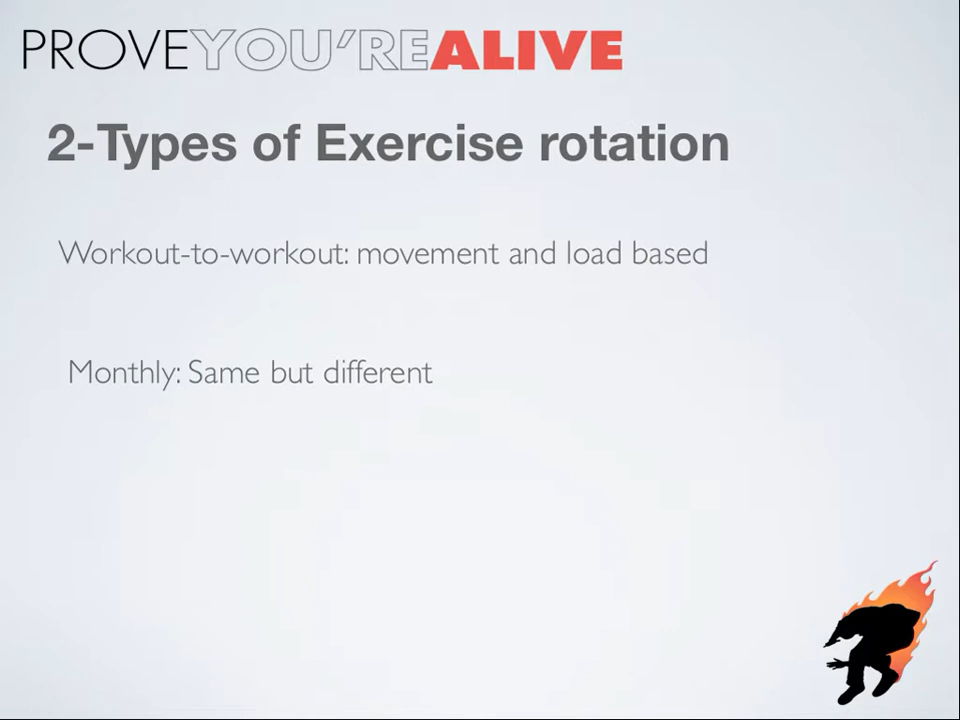 PROVEYOU'REALIVE
2-Types of Exercise rotation
Workout-to-workout: movement and load based
Monthly: Same but different